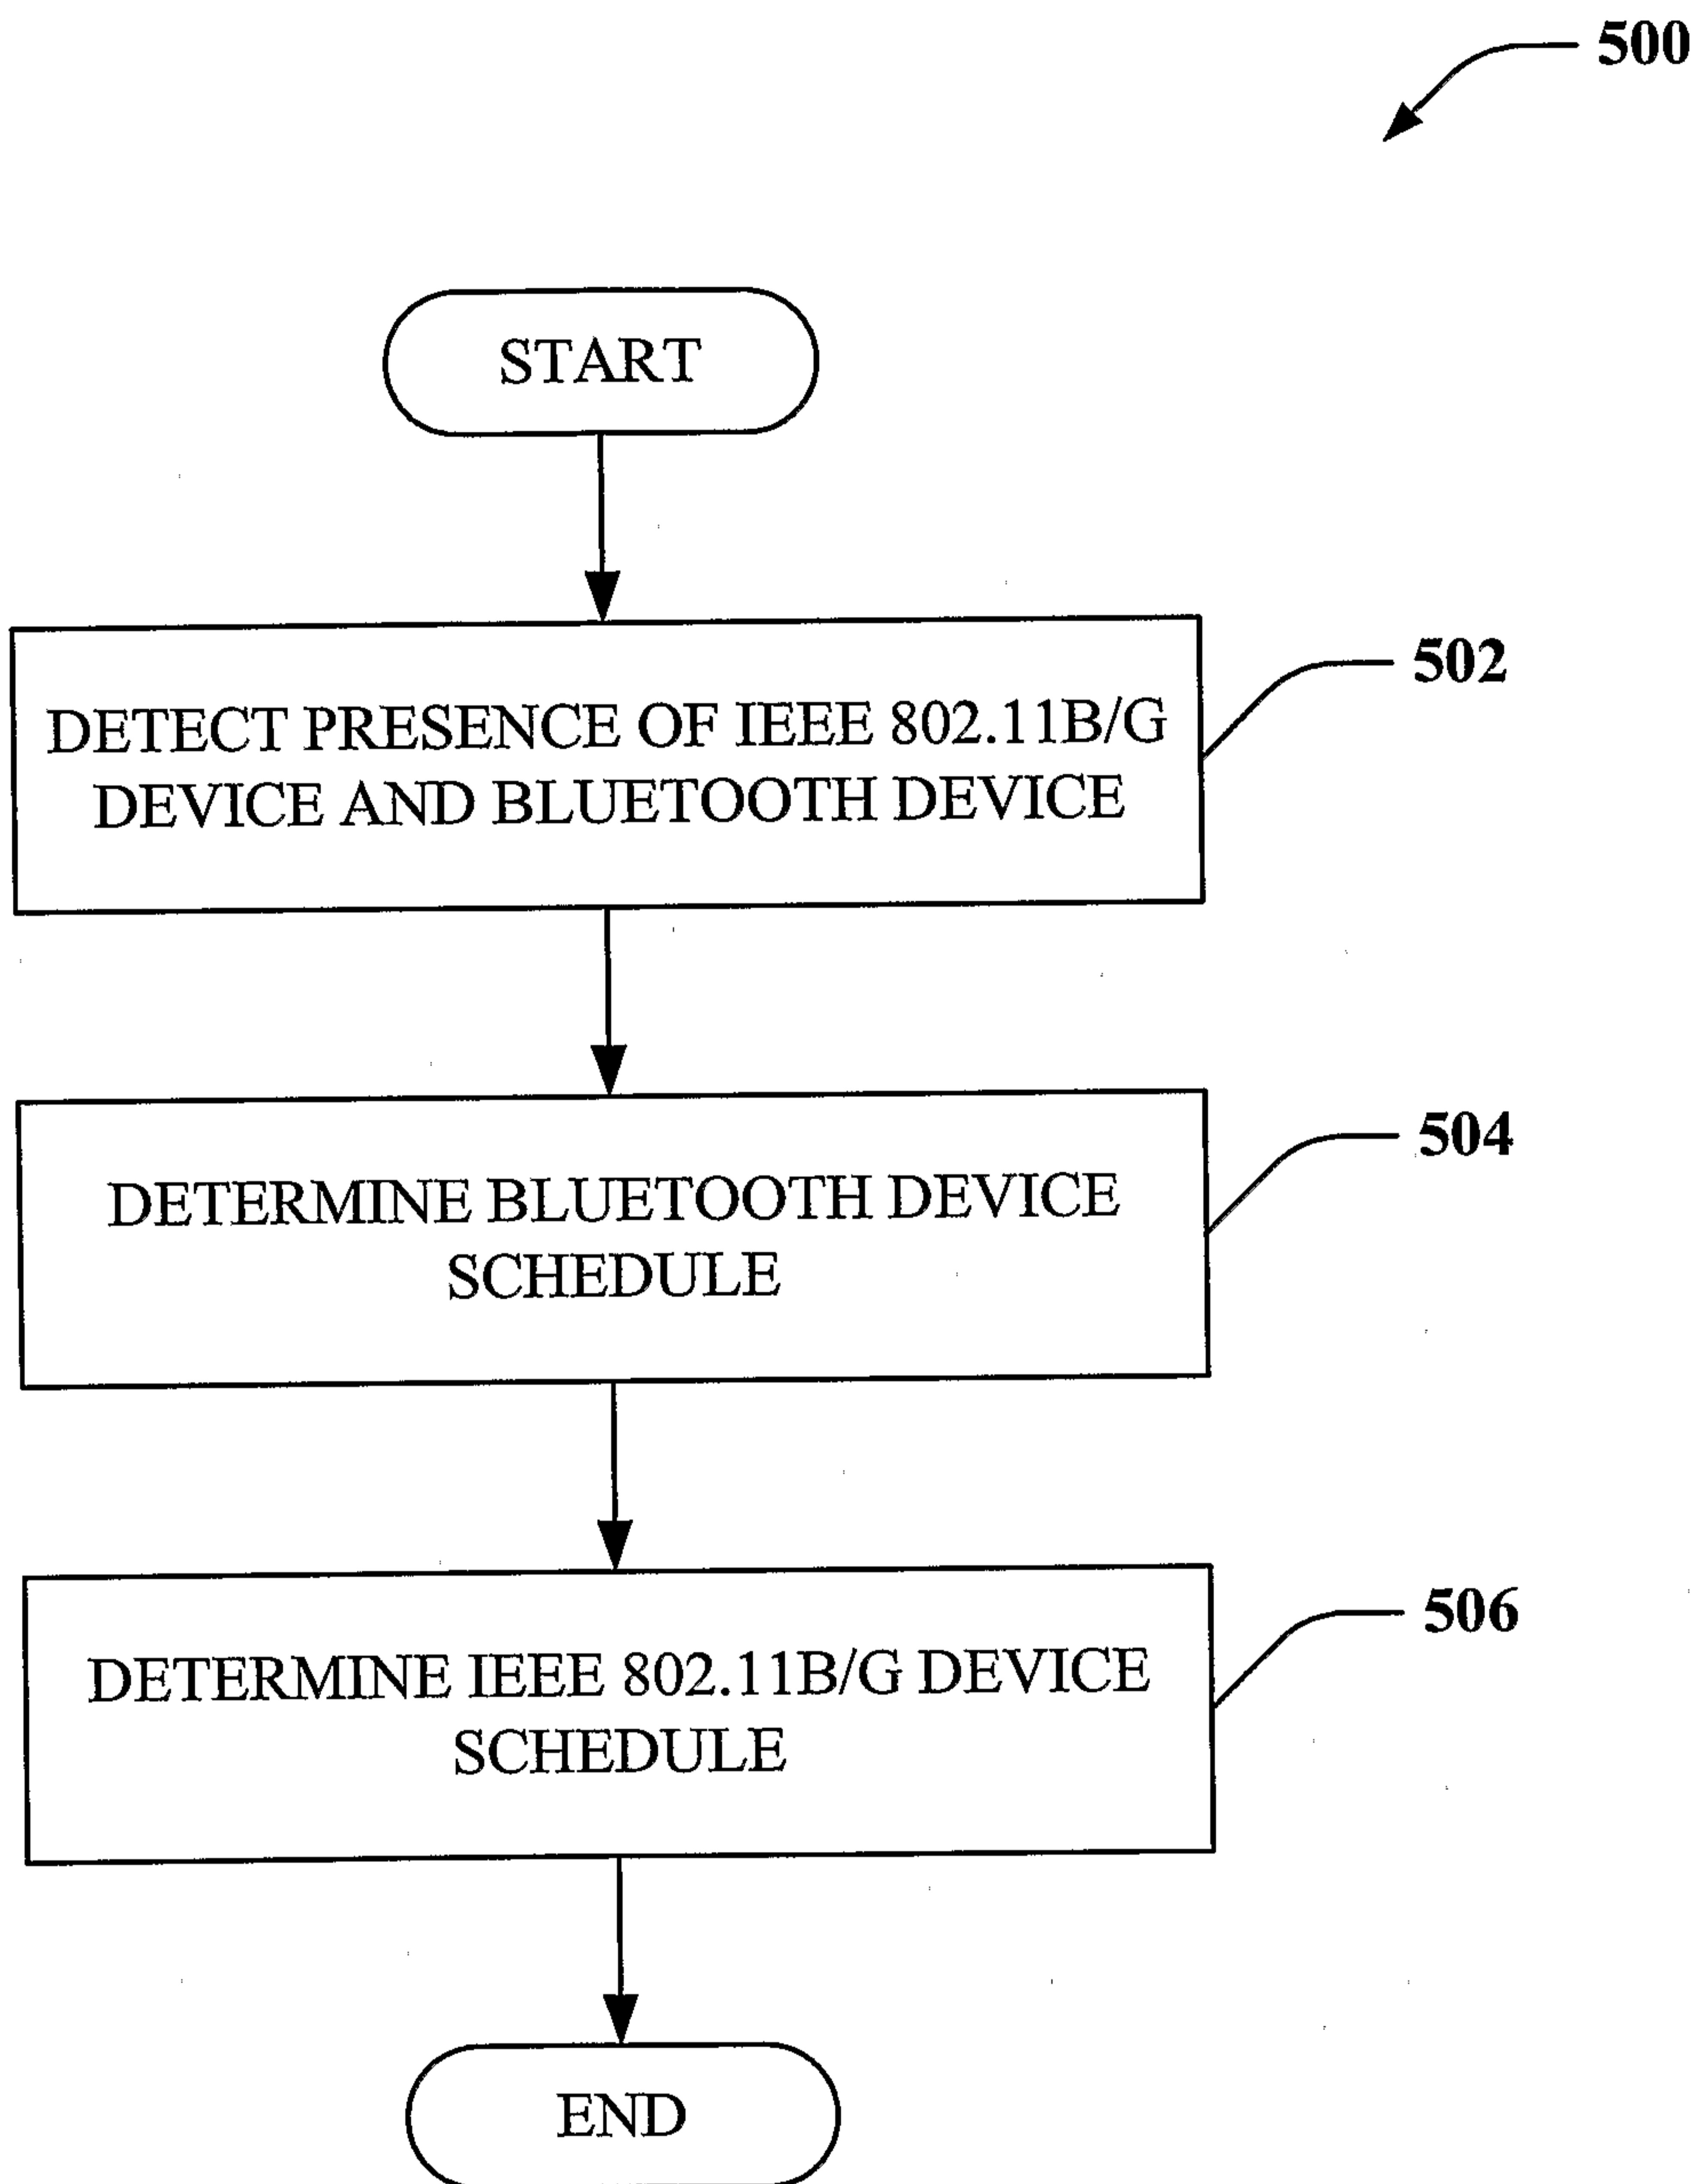 500
START
502
DETECT PRESENCE OF IEEE 802.11B/G
DEVICE AND BLUETOOTH DEVICE
504
DETERMINE BLUETOOTH DEVICE
SCHEDULE
506
DETERMINE IEEE 802.11B/G DEVICE
SCHEDULE
END